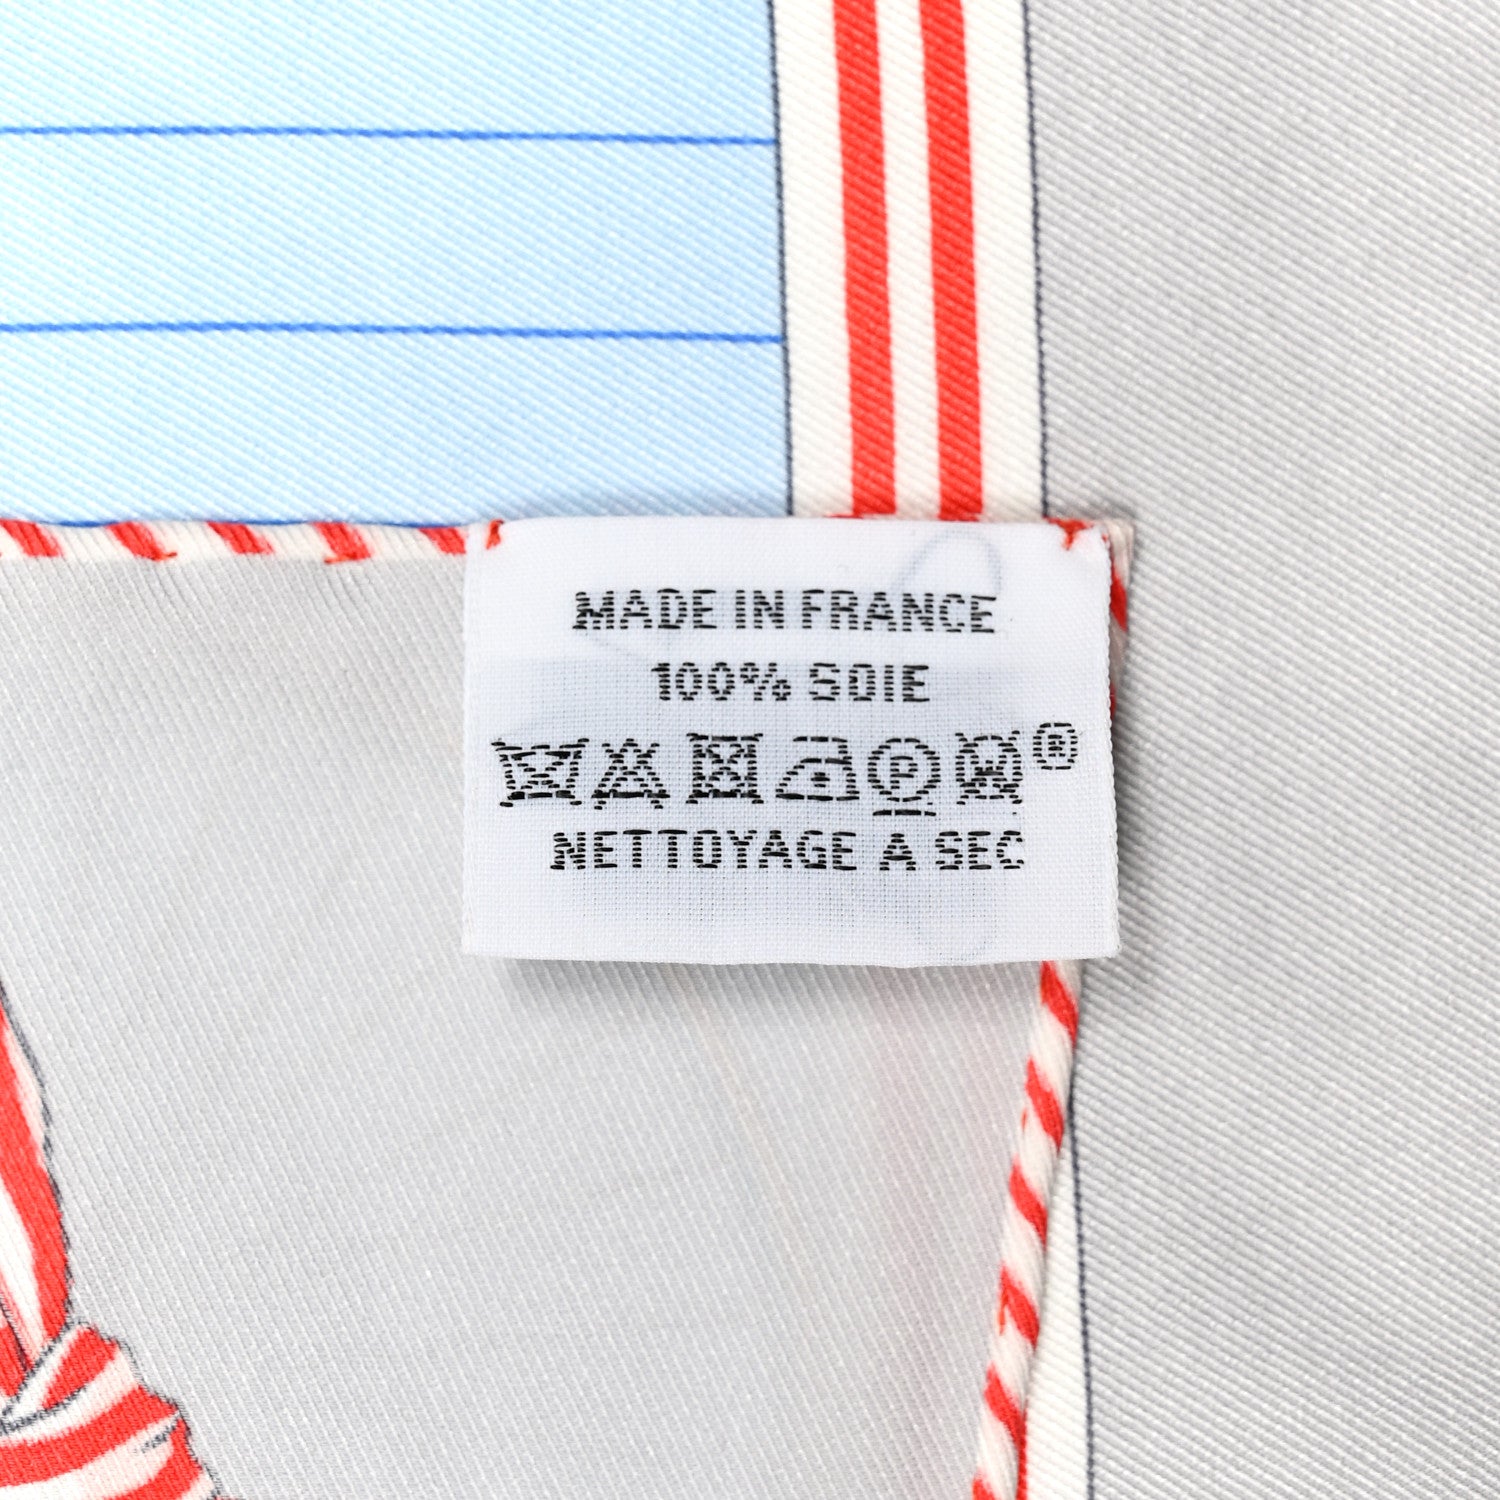 MADE IN FRANCE
100% SOIE
P W ®
NETTOYAGE A SEC